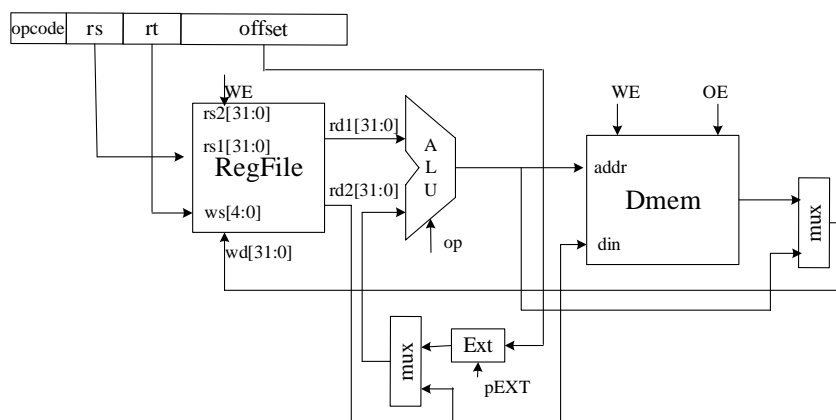 opcode rs rt offset
WE
rs2[31:0]
rs1[31:0]
RegFile
ws[4:0]
wd[31:0]
rd1[31:0]
rd2[31:0]
A
L
U
op
WE
OE
addr
Dmem
din
mux
mux
Ext
pEXT